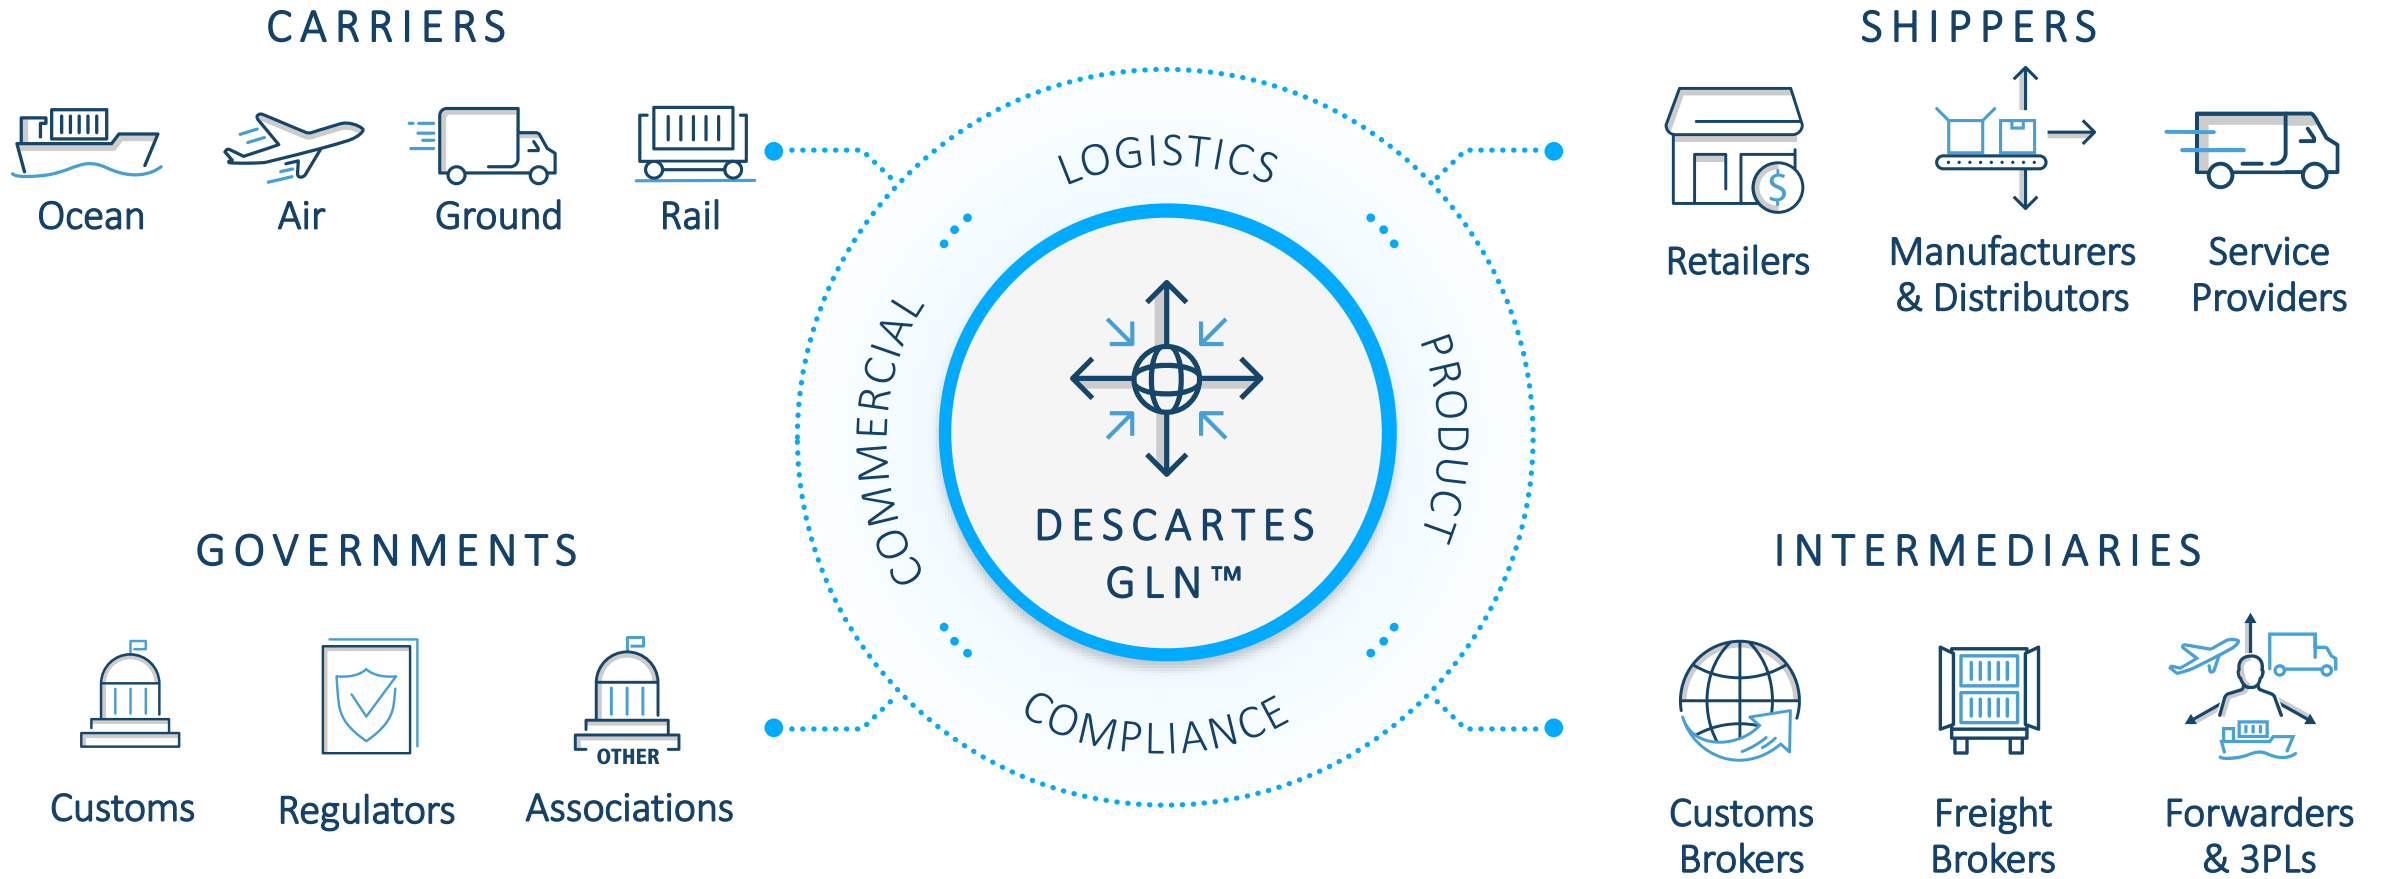 CARRIERS
Ocean
Air
Ground
Rail
SHIPPERS
$
Retailers
Manufacturers
& Distributors
Service
Providers
LOGISTICS
PRODUCT
COMMERCIAL
COMPLIANCE
DESCARTES
GLN™
GOVERNMENTS
Customs
Regulators
OTHER
Associations
INTERMEDIARIES
Customs
Brokers
Freight
Brokers
Forwarders
& 3PLs